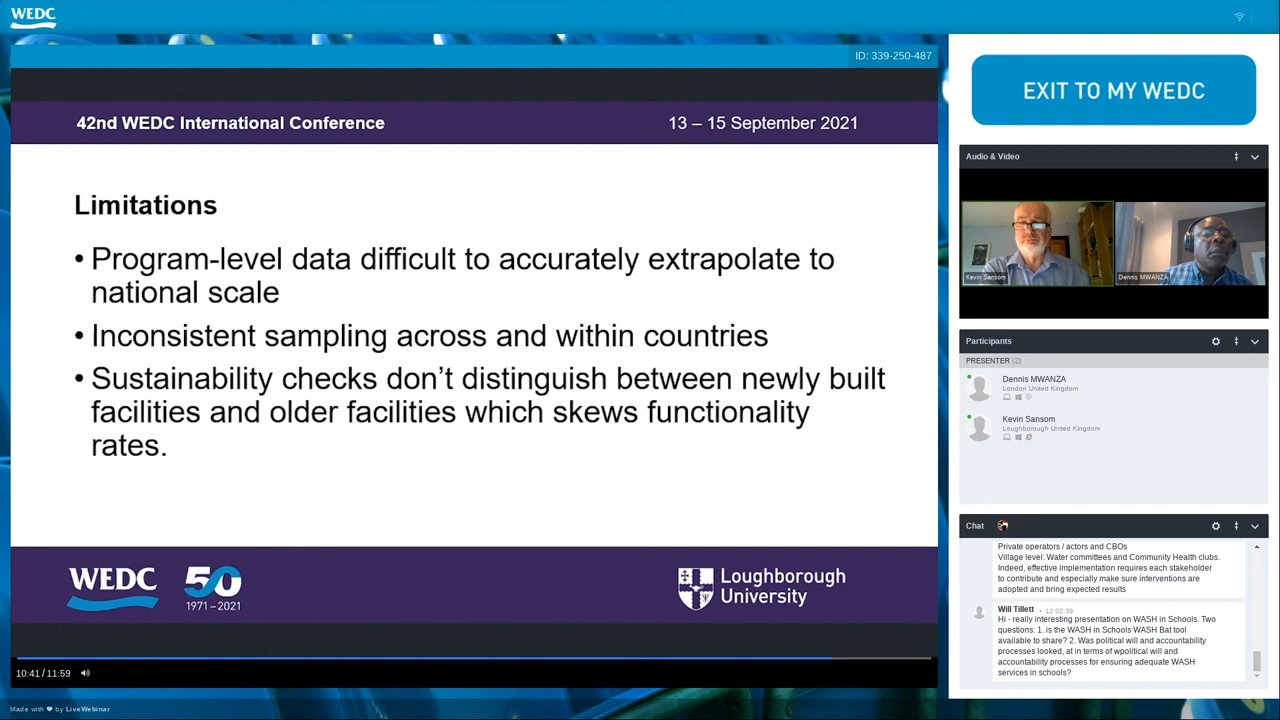 WEDC
ID: 339-250-487
EXIT TO MY WEDC
42nd WEDC International Conference
13 – 15 September 2021
Limitations
• Program-level data difficult to accurately extrapolate to
national scale
• Inconsistent sampling across and within countries
• Sustainability checks don’t distinguish between newly built
facilities and older facilities which skews functionality
rates.
WEDC
50
1971 – 2021
Loughborough
University
10:41 / 11:59
Audio & Video
Kevin Sansom
Dennis MWANZA
Participants
PRESENTER (2)
Dennis MWANZA
London United Kingdom
Kevin Sansom
Loughborough United Kingdom
Chat
Private operators / actors and CBOs
Village level: Water committees and Community Health clubs.
Indeed, effective implementation requires each stakeholder
to contribute and especially make sure interventions are
adopted and bring expected results
Will Tillett • 12:02:39
Hi - really interesting presentation on WASH in Schools. Two
questions: 1. is the WASH in Schools WASH Bat tool
available to share? 2. Was political will and accountability
processes looked, at in terms of wpolitical will and
accountability processes for ensuring adequate WASH
services in schools?
Made with ❤ by LiveWebinar